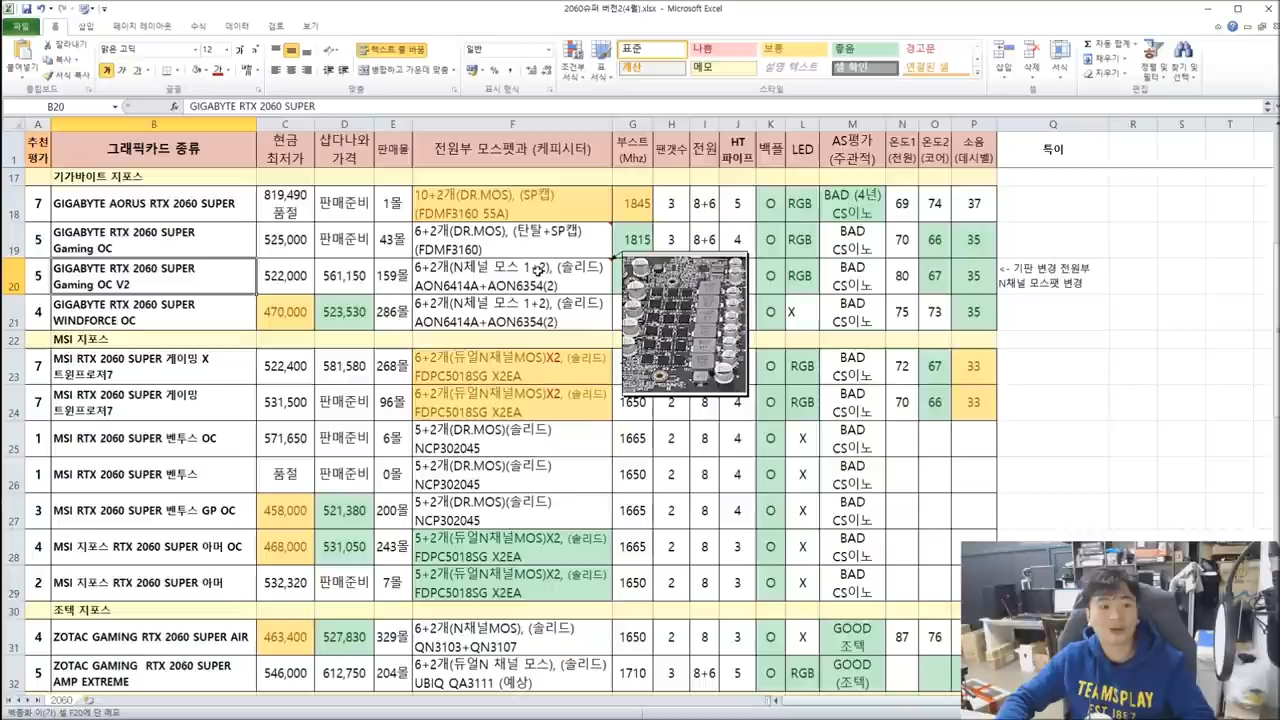 2060슈퍼 버전2(4월).xlsx - Microsoft Excel
파일 홈 삽입 페이지 레이아웃 수식 데이터 검토 보기
잘라내기
복사
서식 복사
붙여넣기
맑은 고딕 12
텍스트 줄 바꿈
병합하고 가운데 맞춤
일반
조건부 서식
표 서식
표준 나쁨 보통 좋음 경고문
계산 메모 설명 텍스트 셀 확인 연결된 셀
삽입 삭제 서식
자동 합계
채우기
지우기
정렬 및 필터
찾기 및 선택
클립보드 글꼴 맞춤 표시 형식 스타일 셀 편집
B20 fx GIGABYTE RTX 2060 SUPER
A B C D E F G H I J K L M N O P Q R S T
1 추천 평가 그래픽카드 종류 현금 최저가 샵다나와 가격 판매몰 전원부 모스펫과 (케피시터) 부스트 (Mhz) 팬갯수 전원 HT 파이프 백플 LED AS평가 (주관적) 온도1 (전원) 온도2 (코어) 소음 (데시벨) 특이
17 기가바이트 지포스
18 7 GIGABYTE AORUS RTX 2060 SUPER 819,490 품절 판매준비 1몰 10+2개(DR.MOS), (SP캡) (FDMF3160 55A) 1845 3 8+6 5 O RGB BAD (4년) CS이노 69 74 37
19 5 GIGABYTE RTX 2060 SUPER Gaming OC 525,000 판매준비 43몰 6+2개(DR.MOS), (탄탈+SP캡) (FDMF3160) 1815 3 8+6 4 O RGB BAD CS이노 70 66 35
20 5 GIGABYTE RTX 2060 SUPER Gaming OC V2 522,000 561,150 159몰 6+2개(N채널 모스 1+2), (솔리드) AON6414A+AON6354(2) O RGB BAD CS이노 80 67 35 <- 기판 변경 전원부 N채널 모스팻 변경
21 4 GIGABYTE RTX 2060 SUPER WINDFORCE OC 470,000 523,530 286몰 6+2개(N체널 모스 1+2), (솔리드) AON6414A+AON6354(2) O X BAD CS이노 75 73 35
22 MSI 지포스
23 7 MSI RTX 2060 SUPER 게이밍 X 트윈프로져7 522,400 581,580 268몰 6+2개(듀얼N채널MOS)X2, (솔리드) FDPC5018SG X2EA O RGB BAD CS이노 72 67 33
24 7 MSI RTX 2060 SUPER 게이밍 트윈프로져7 531,500 판매준비 96몰 6+2개(듀얼N채널MOS)X2, (솔리드) FDPC5018SG X2EA 1650 2 8 4 O RGB BAD CS이노 70 66 33
25 1 MSI RTX 2060 SUPER 벤투스 OC 571,650 판매준비 6몰 5+2개(DR.MOS)(솔리드) NCP302045 1665 2 8 4 O X BAD CS이노
26 1 MSI RTX 2060 SUPER 벤투스 품절 판매준비 0몰 5+2개(DR.MOS)(솔리드) NCP302045 1650 2 8 4 O X BAD CS이노
27 3 MSI RTX 2060 SUPER 벤투스 GP OC 458,000 521,380 200몰 5+2개(DR.MOS)(솔리드) NCP302045 1650 2 8 4 O X BAD CS이노
28 4 MSI 지포스 RTX 2060 SUPER 아머 OC 468,000 531,050 243몰 5+2개(듀얼N채널MOS)X2, (솔리드) FDPC5018SG X2EA 1665 2 8 3 O X BAD CS이노
29 2 MSI 지포스 RTX 2060 SUPER 아머 532,320 판매준비 7몰 5+2개(듀얼N채널MOS)X2, (솔리드) FDPC5018SG X2EA 1650 2 8 3 O X BAD CS이노
30 조텍 지포스
31 4 ZOTAC GAMING RTX 2060 SUPER AIR 463,400 527,830 329몰 6+2개(N채널MOS), (솔리드) QN3103+QN3107 1650 2 8 3 O X GOOD 조텍 87 76
32 5 ZOTAC GAMING RTX 2060 SUPER AMP EXTREME 546,000 612,750 204몰 6+2개(듀얼N 채널 모스), (솔리드) UBIQ QA3111 (예상) 1710 3 8+6 5 O RGB GOOD (조텍)
2060
TEAMSPLAY
EST.1887